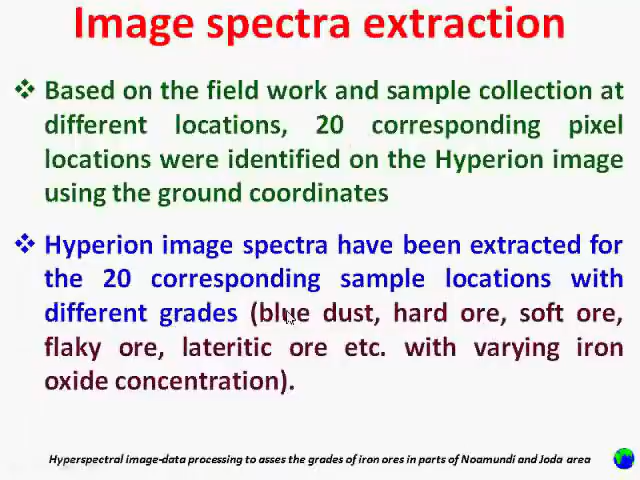 Image spectra extraction
❖ Based on the field work and sample collection at
different locations, 20 corresponding pixel
locations were identified on the Hyperion image
using the ground coordinates
❖ Hyperion image spectra have been extracted for
the 20 corresponding sample locations with
different grades (blue dust, hard ore, soft ore,
flaky ore, lateritic ore etc. with varying iron
oxide concentration).
Hyperspectral image-data processing to asses the grades of iron ores in parts of Noamundi and Joda area